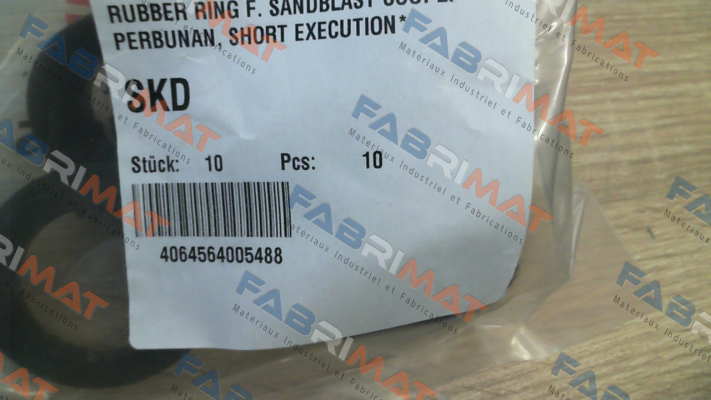 RUBBER RING F. SANDBLAST
PERBUNAN, SHORT EXECUTION*
SKD
Stück: 10 Pcs: 10
4064564005488
FABRIMAT
Materiaux Industriel et Fabrications